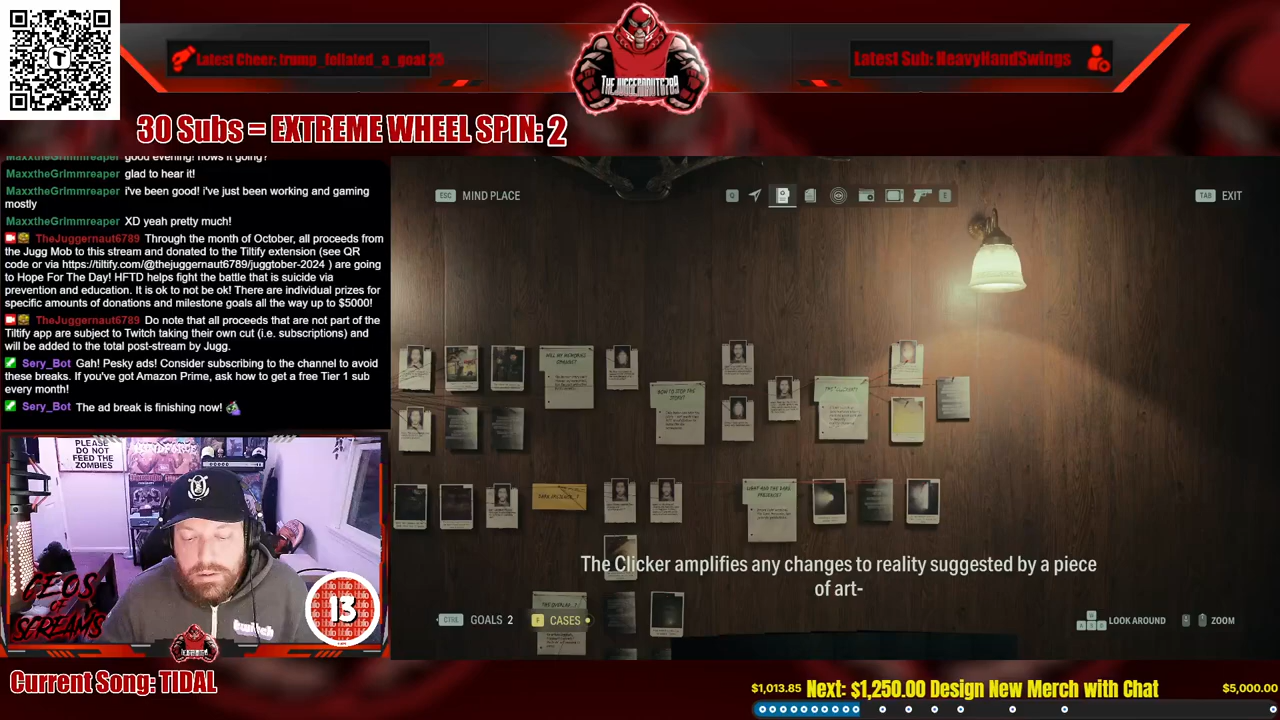 Latest Cheer: trump_fellated_a_goat 25
THEJUGGERNAUT6789
Latest Sub: HeavyHandSwings
30 Subs = EXTREME WHEEL SPIN: 2
MaxxtheGrimmreaper good evening! hows it going?
MaxxtheGrimmreaper glad to hear it!
MaxxtheGrimmreaper i've been good! i've just been working and gaming
mostly
MaxxtheGrimmreaper XD yeah pretty much!
TheJuggernaut6789 Through the month of October, all proceeds from
the Jugg Mob to this stream and donated to the Tiltify extension (see QR
code or via https://tiltify.com/@thejuggernaut6789/juggtober-2024 ) are going
to Hope For The Day! HFTD helps fight the battle that is suicide via
prevention and education. It is ok to not be ok! There are individual prizes for
specific amounts of donations and milestone goals all the way up to $5000!
TheJuggernaut6789 Do note that all proceeds that are not part of the
Tiltify app are subject to Twitch taking their own cut (i.e. subscriptions) and
will be added to the total post-stream by Jugg.
Sery_Bot Gah! Pesky ads! Consider subscribing to the channel to avoid
these breaks. If you've got Amazon Prime, ask how to get a free Tier 1 sub
every month!
Sery_Bot The ad break is finishing now!
ESC MIND PLACE
Q
E
TAB EXIT
HOW TO STOP THE
STORY?
The Clicker amplifies any changes to reality suggested by a piece
of art-
CTRL GOALS 2
F CASES
LOOK AROUND
ZOOM
PLEASE
DO NOT
FEED THE
ZOMBIES
GEOS
OF
SCREAMS
twitch
13
Current Song: TIDAL
$1,013.85
Next: $1,250.00 Design New Merch with Chat
$5,000.00